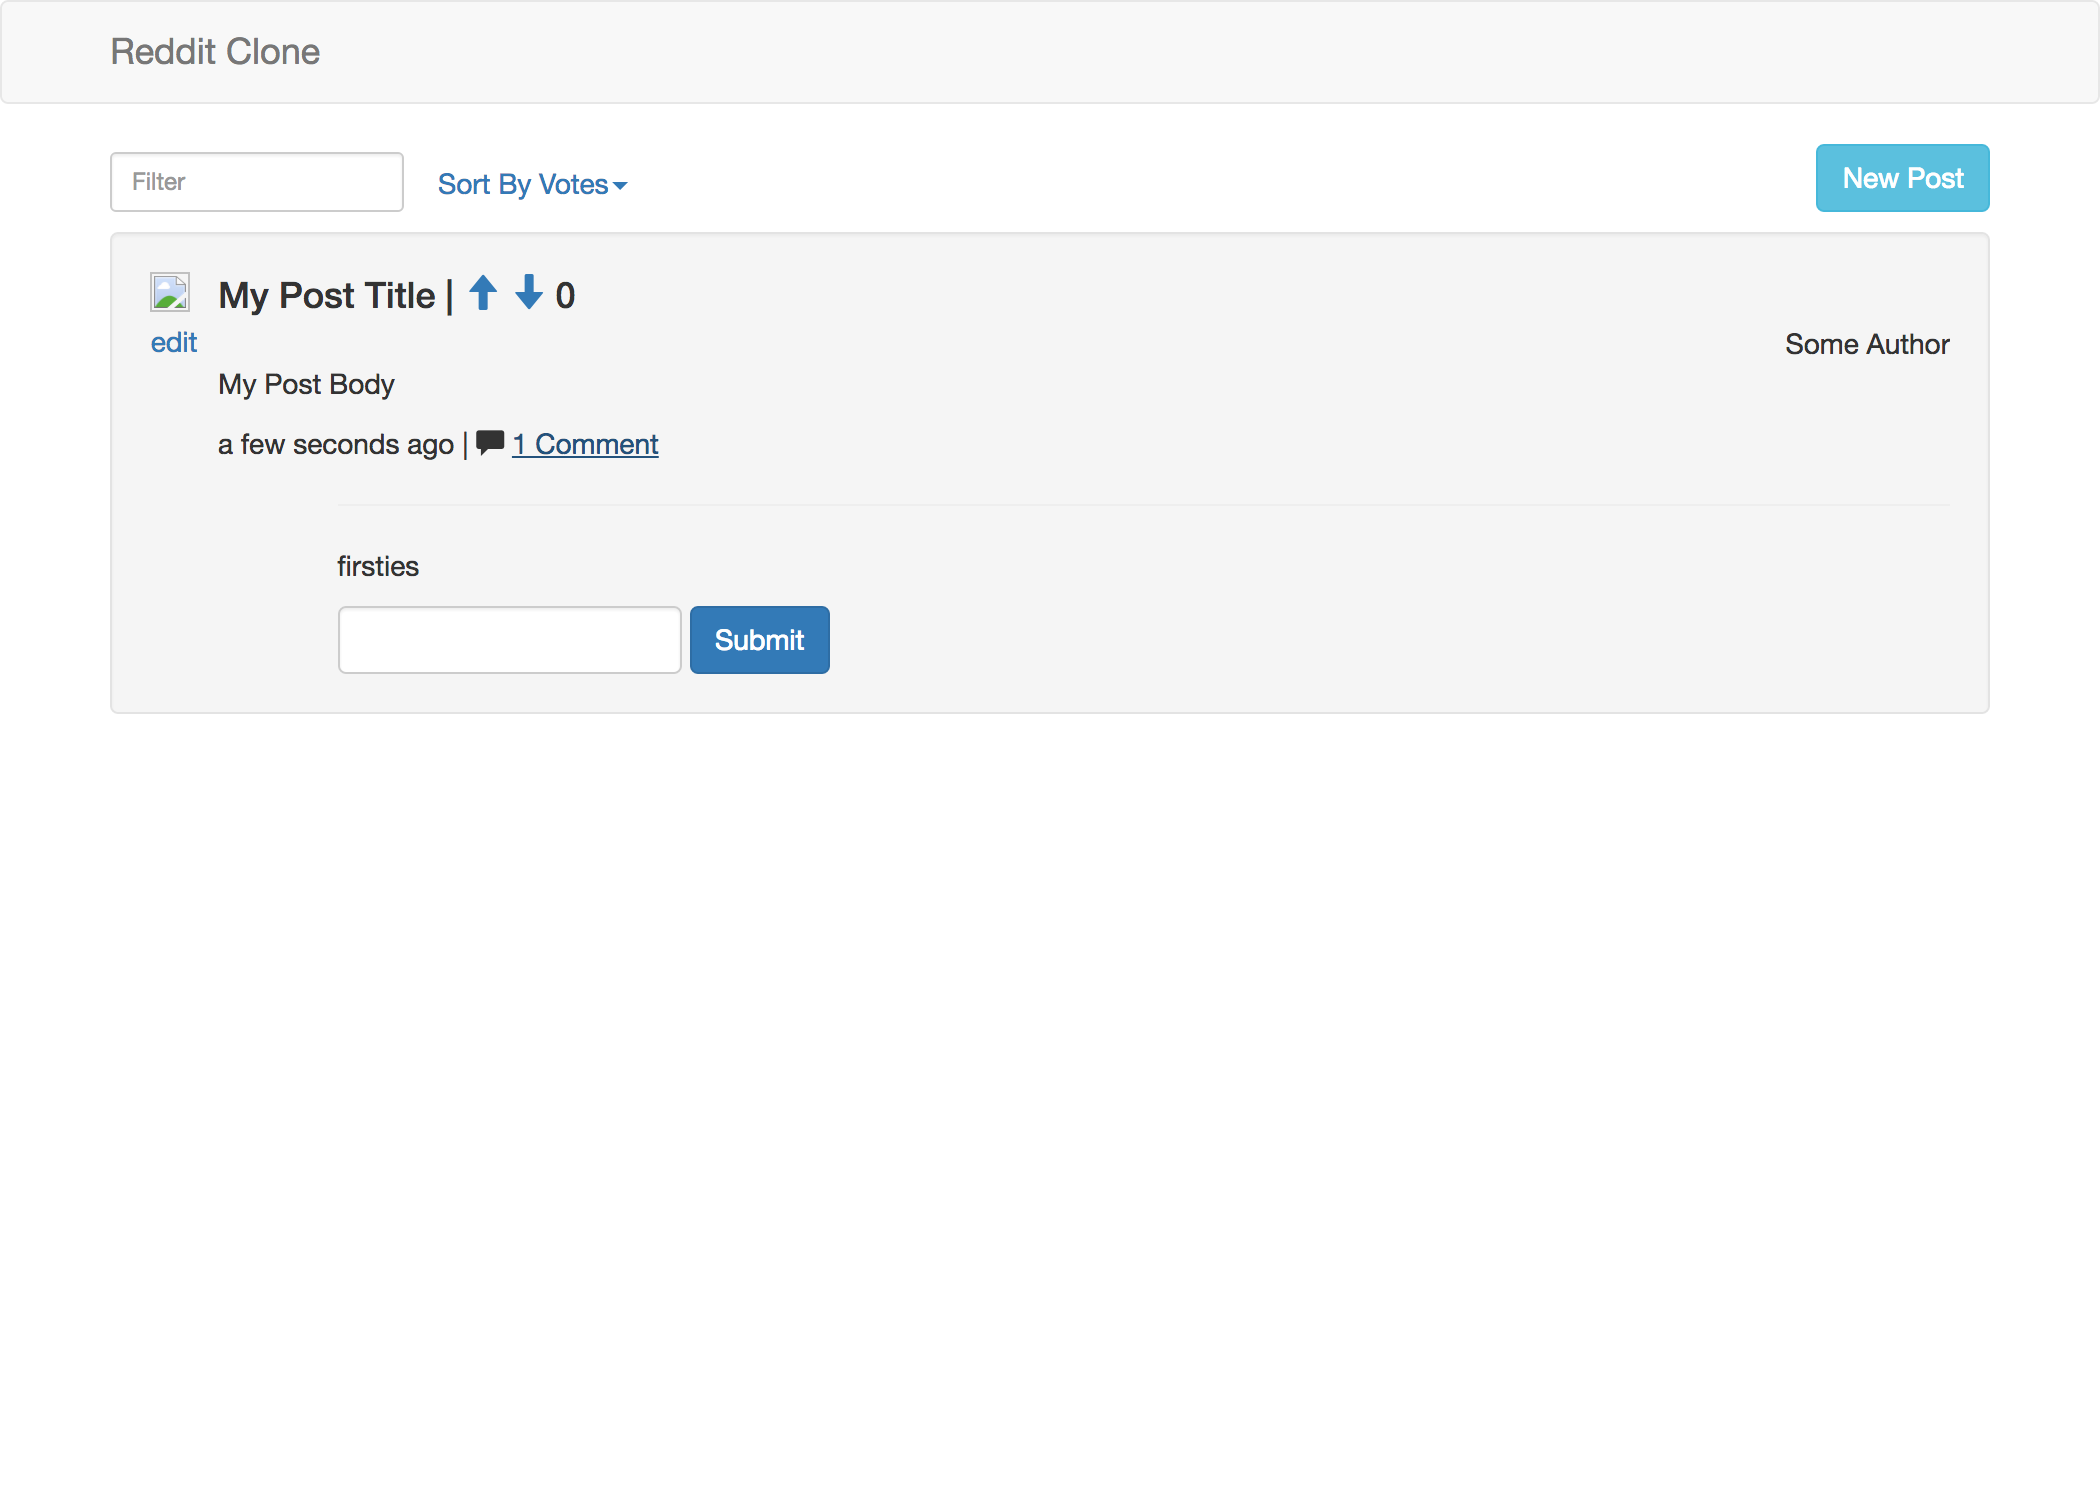 Reddit Clone
Filter
Sort By Votes
New Post
My Post Title | 0
edit
Some Author
My Post Body
a few seconds ago | 1 Comment
firsties
Submit